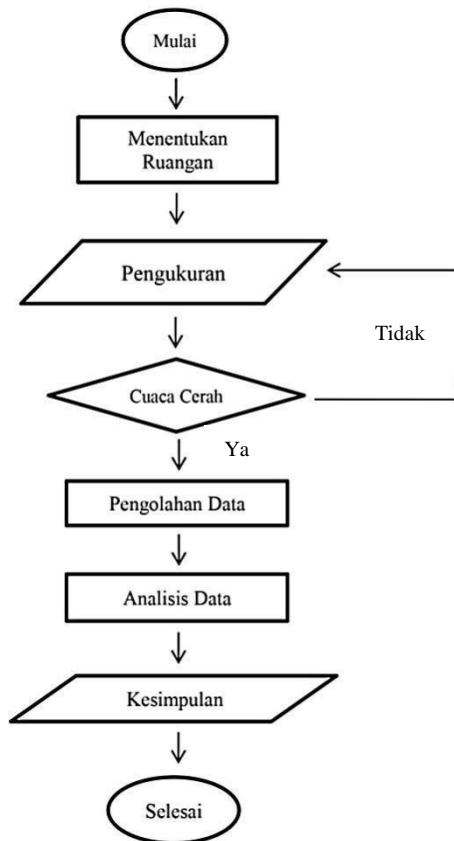 Mulai
Menentukan
Ruangan
Pengukuran
Tidak
Cuaca Cerah
Ya
Pengolahan Data
Analisis Data
Kesimpulan
Selesai